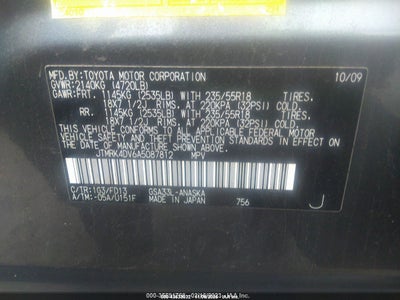 MFD.BY:TOYOTA MOTOR CORPORATION 10/09
GVWR:2140KG (4720LB)
GAWR:FRT. 1145KG (2535LB) WITH 235/55R18 TIRES,
18X7 1/2J RIMS, AT 220KPA (32PSI) COLD.
RR. 1145KG (2535LB) WITH 235/55R18 TIRES,
18X7 1/2J RIMS, AT 220KPA (32PSI) COLD.
THIS VEHICLE CONFORMS TO ALL APPLICABLE FEDERAL MOTOR
VEHICLE SAFETY AND THEFT PREVENTION STANDARDS IN EFFECT ON
THE DATE OF MANUFACTURE SHOWN ABOVE.
JTMRK4DV6A5087812 MPV
C/TR:1G3/FD13 GSA33L-ANASKA
A/TM:-05A/U151F MADE IN JAPAN 756 J